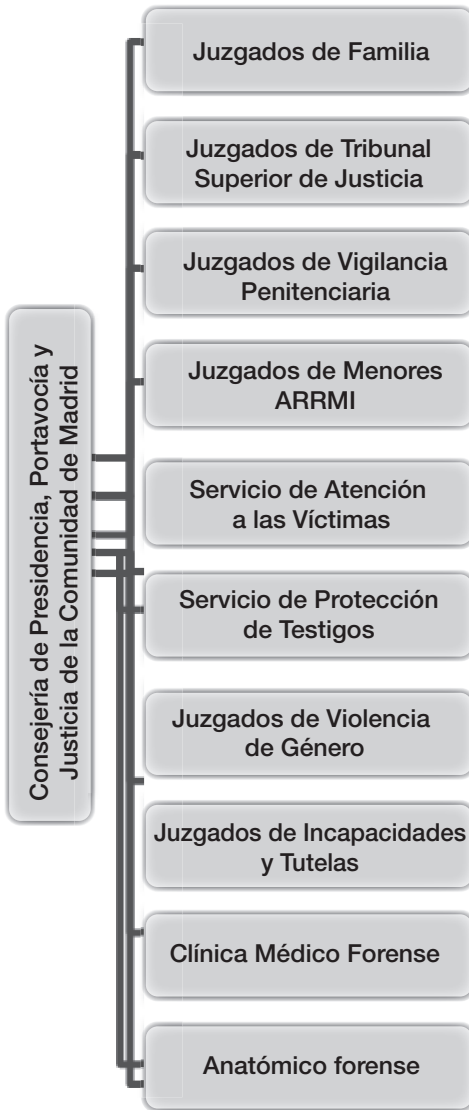 Consejería de Presidencia, Portavocía y
Justicia de la Comunidad de Madrid
Juzgados de Familia
Juzgados de Tribunal
Superior de Justicia
Juzgados de Vigilancia
Penitenciaria
Juzgados de Menores
ARRMI
Servicio de Atención
a las Víctimas
Servicio de Protección
de Testigos
Juzgados de Violencia
de Género
Juzgados de Incapacidades
y Tutelas
Clínica Médico Forense
Anatómico forense